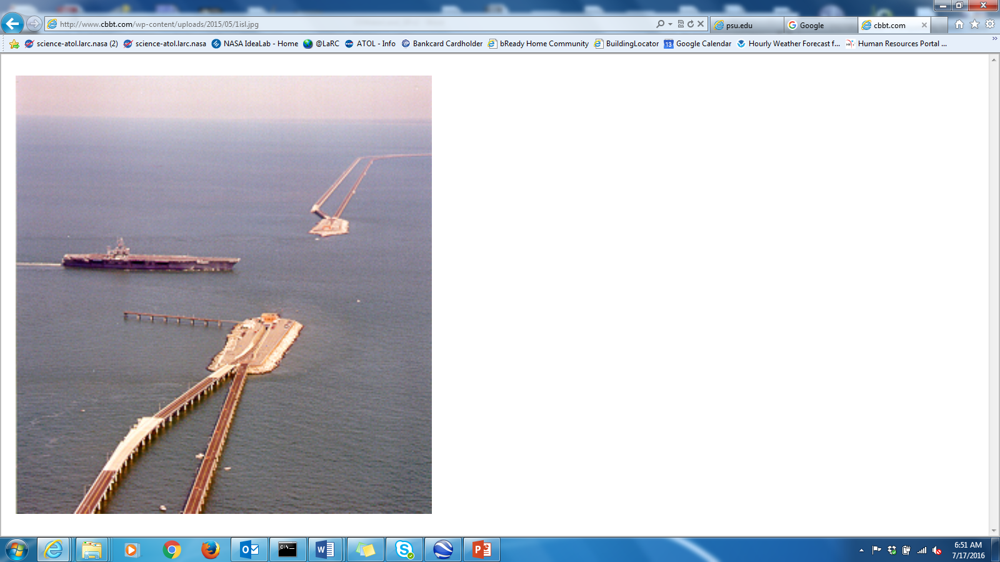 http://www.cbbt.com/wp-content/uploads/2015/05/1isl.jpg
psu.edu
Google
cbbt.com
science-atol.larc.nasa (2)
science-atol.larc.nasa
NASA IdeaLab - Home
@LaRC
ATOL - Info
Bankcard Cardholder
bReady Home Community
BuildingLocator
13
Google Calendar
Hourly Weather Forecast f...
HR
Human Resources Portal ...
C:\-
6:51 AM
7/17/2016